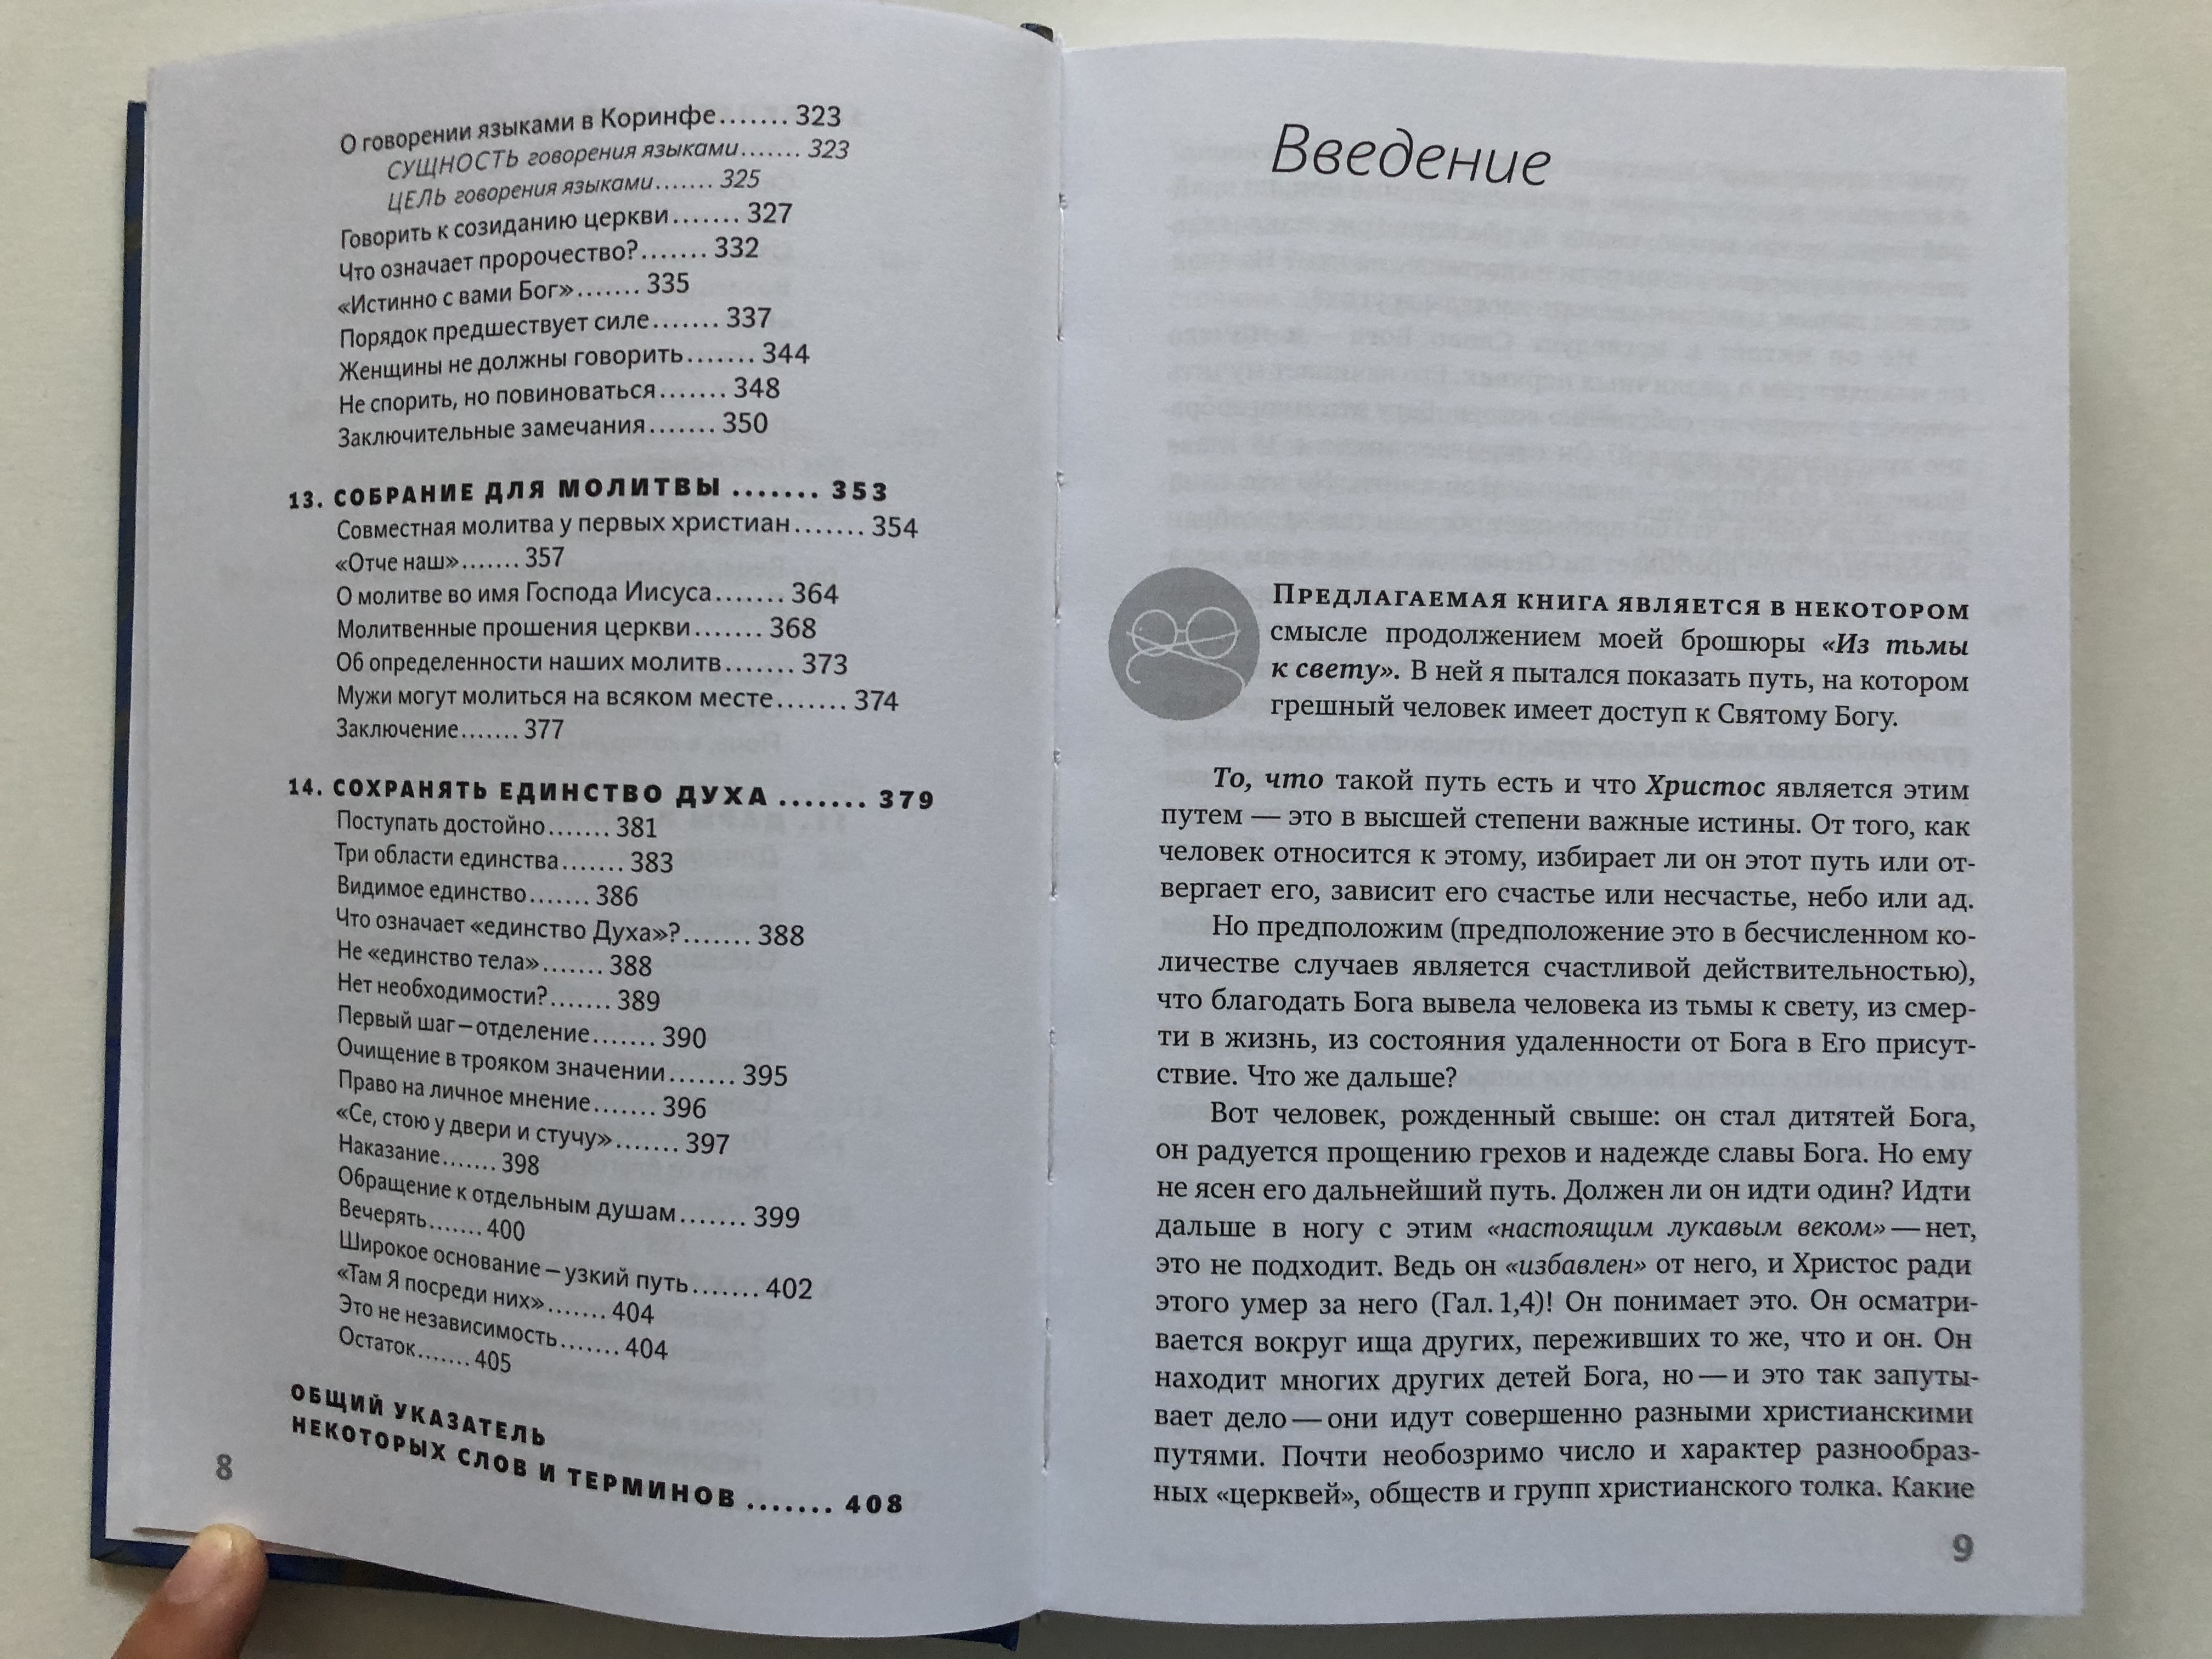 О говорении языками в Коринфе....... 323
СУЩНОСТЬ говорения языками....... 323
ЦЕЛЬ говорения языками....... 325
Говорить к созиданию церкви....... 327
Что означает пророчество?....... 332
«Истинно с вами Бог»....... 335
Порядок предшествует силе....... 337
Женщины не должны говорить....... 344
Не спорить, но повиноваться....... 348
Заключительные замечания....... 350
13. СОБРАНИЕ ДЛЯ МОЛИТВЫ ....... 353
Совместная молитва у первых христиан....... 354
«Отче наш»....... 357
О молитве во имя Господа Иисуса....... 364
Молитвенные прошения церкви....... 368
Об определенности наших молитв....... 373
Мужи могут молиться на всяком месте....... 374
Заключение....... 377
14. СОХРАНЯТЬ ЕДИНСТВО ДУХА ....... 379
Поступать достойно....... 381
Три области единства....... 383
Видимое единство....... 386
Что означает «единство Духа»?....... 388
Не «единство тела»....... 388
Нет необходимости?....... 389
Первый шаг – отделение....... 390
Очищение в трояком значении....... 395
Право на личное мнение....... 396
«Се, стою у двери и стучу»....... 397
Наказание....... 398
Обращение к отдельным душам....... 399
Вечерять....... 400
Широкое основание – узкий путь....... 402
«Там Я посреди них»....... 404
Это не независимость....... 404
Остаток....... 405
ОБЩИЙ УКАЗАТЕЛЬ
НЕКОТОРЫХ СЛОВ И ТЕРМИНОВ ....... 408
8
Введение
Предлагаемая книга является в некотором
смысле продолжением моей брошюры «Из тьмы
к свету». В ней я пытался показать путь, на котором
грешный человек имеет доступ к Святому Богу.
То, что такой путь есть и что Христос является этим
путем — это в высшей степени важные истины. От того, как
человек относится к этому, избирает ли он этот путь или от-
вергает его, зависит его счастье или несчастье, небо или ад.
Но предположим (предположение это в бесчисленном ко-
личестве случаев является счастливой действительностью),
что благодать Бога вывела человека из тьмы к свету, из смер-
ти в жизнь, из состояния удаленности от Бога в Его присут-
ствие. Что же дальше?
Вот человек, рожденный свыше: он стал дитятей Бога,
он радуется прощению грехов и надежде славы Бога. Но ему
не ясен его дальнейший путь. Должен ли он идти один? Идти
дальше в ногу с этим «настоящим лукавым веком» — нет,
это не подходит. Ведь он «избавлен» от него, и Христос ради
этого умер за него (Гал. 1,4)! Он понимает это. Он осматри-
вается вокруг ища других, переживших то же, что и он. Он
находит многих других детей Бога, но — и это так запуты-
вает дело — они идут совершенно разными христианскими
путями. Почти необозримо число и характер разнообраз-
ных «церквей», обществ и групп христианского толка. Какие
9